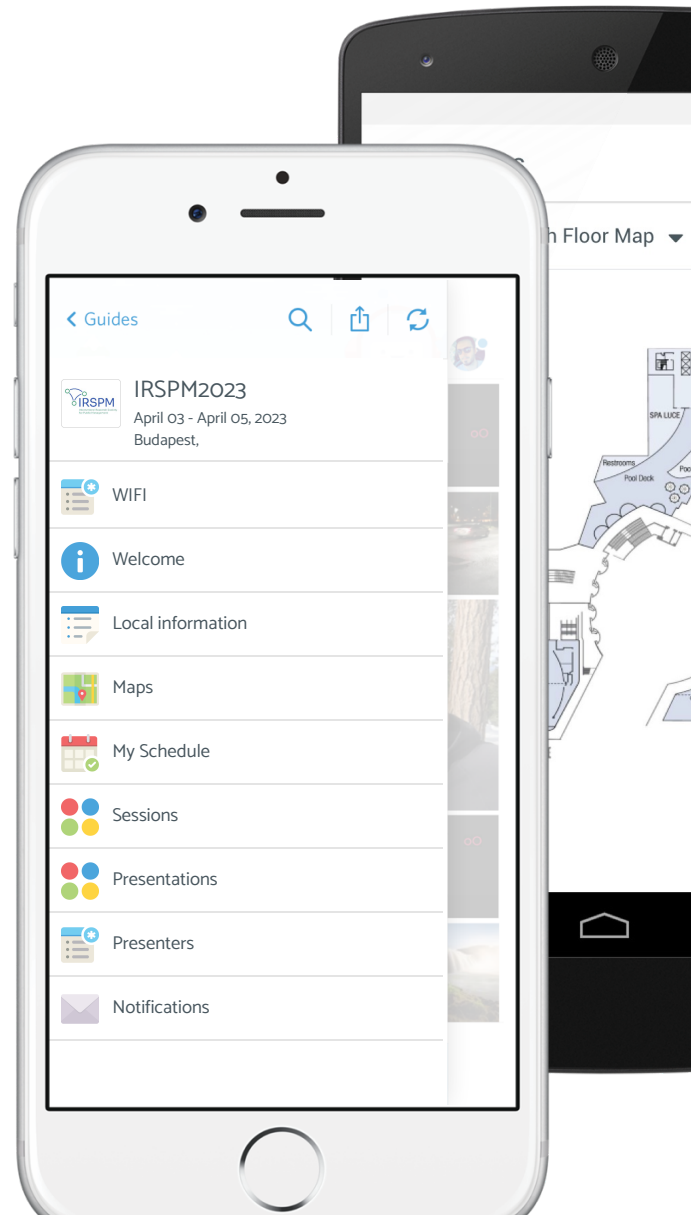 Guides
IRSPM
IRSPM2023
April 03 - April 05, 2023
Budapest,
WIFI
Welcome
Local information
Maps
My Schedule
Sessions
Presentations
Presenters
Notifications
h Floor Map
SPA LUCE
Restrooms
Pool Deck
Poo